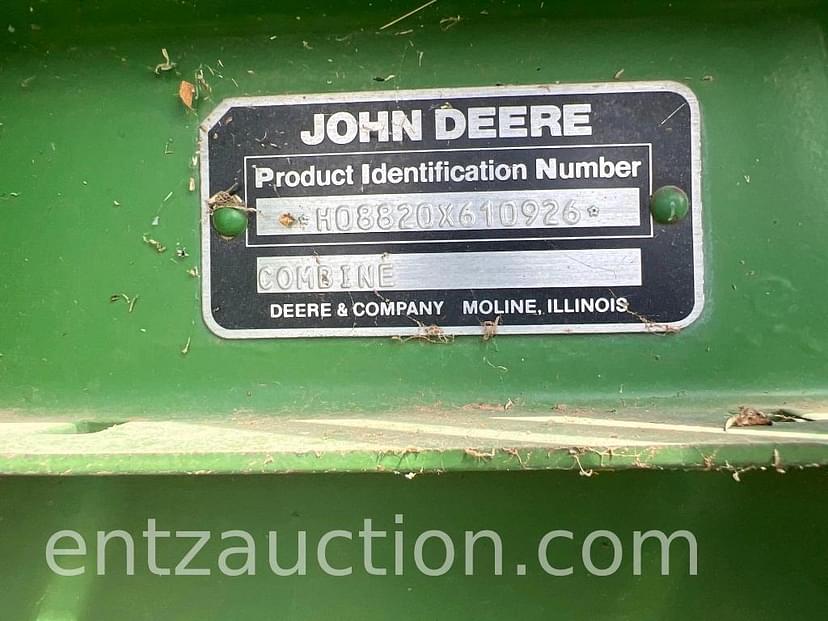 JOHN DEERE
Product Identification Number
*H08820X610926*
COMBINE
DEERE & COMPANY MOLINE, ILLINOIS
entzauction.com